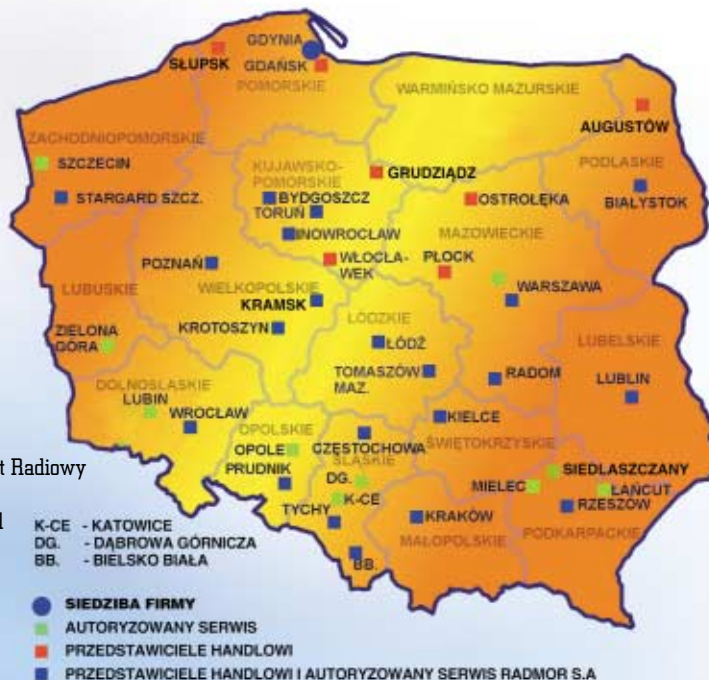 GDYNIA
SŁUPSK
GDAŃSK
POMORSKIE
WARMIŃSKO MAZURSKIE
AUGUSTÓW
ZACHODNIOPOMORSKIE
SZCZECIN
KUJAWSKO-
POMORSKIE
GRUDZIĄDZ
PODLASKIE
STARGARD SZCZ.
BYDGOSZCZ
OSTROŁĘKA
BIAŁYSTOK
TORUŃ
INOWROCŁAW
MAZOWIECKIE
POZNAŃ
WŁOCŁA-
WEK
PŁOCK
LUBUSKIE
WIELKOPOLSKIE
WARSZAWA
KRAMSK
ZIELONA
GÓRA
KROTOSZYN
ŁÓDZKIE
ŁÓDŹ
LUBELSKIE
TOMASZÓW
MAZ.
RADOM
LUBLIN
DOLNOŚLĄSKIE
LUBIN
WROCŁAW
KIELCE
OPOLSKIE
OPOLE
CZĘSTOCHOWA
ŚWIĘTOKRZYSKIE
ŚLĄSKIE
t Radiowy
PRUDNIK
DG.
SIEDLASZCZANY
MIELEC
ŁAŃCUT
K-CE
RZESZÓW
TYCHY
KRAKÓW
MAŁOPOLSKIE
PODKARPACKIE
BB.
K-CE - KATOWICE
DG. - DĄBROWA GÓRNICZA
BB. - BIELSKO BIAŁA
SIEDZIBA FIRMY
AUTORYZOWANY SERWIS
PRZEDSTAWICIELE HANDLOWI
PRZEDSTAWICIELE HANDLOWI I AUTORYZOWANY SERWIS RADMOR S.A